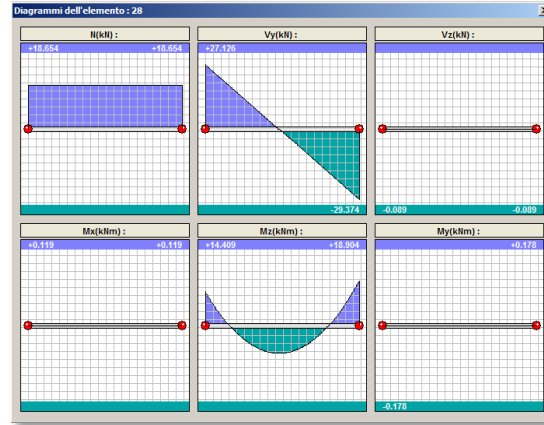 Diagrammi dell'elemento : 28
N(kN) : Vy(kN) : Vz(kN) :
+18.654 +18.654 +27.126
-29.374 -0.089 -0.089
Mx(kNm) : Mz(kNm) : My(kNm) :
+0.119 +0.119 +14.409 +18.904 +0.178
-0.178